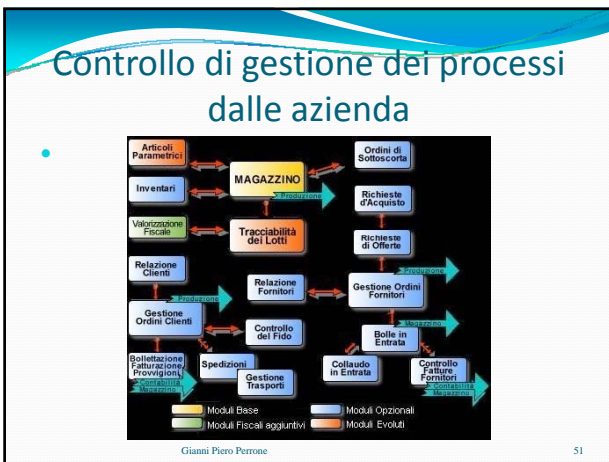 Controllo di gestione dei processi
dalle azienda
Articoli
Parametrici
MAGAZZINO
Produzione
Ordini di
Sottoscorta
Inventari
Richieste
d'Acquisto
Valorizzazione
Fiscale
Tracciabilità
dei Lotti
Richieste
di Offerte
Relazione
Clienti
Produzione
Relazione
Fornitori
Gestione Ordini
Fornitori
Produzione
Gestione
Ordini Clienti
Controllo
del Fido
Magazzino
Bolle in
Entrata
Bollettazione
Fatturazione
Provvigioni
Contabilità
Magazzino
Spedizioni
Gestione
Trasporti
Collaudo
in Entrata
Controllo
Fatture
Fornitori
Contabilità
Magazzino
Moduli Base
Moduli Opzionali
Moduli Fiscali aggiuntivi
Moduli Evoluti
Gianni Piero Perrone
51